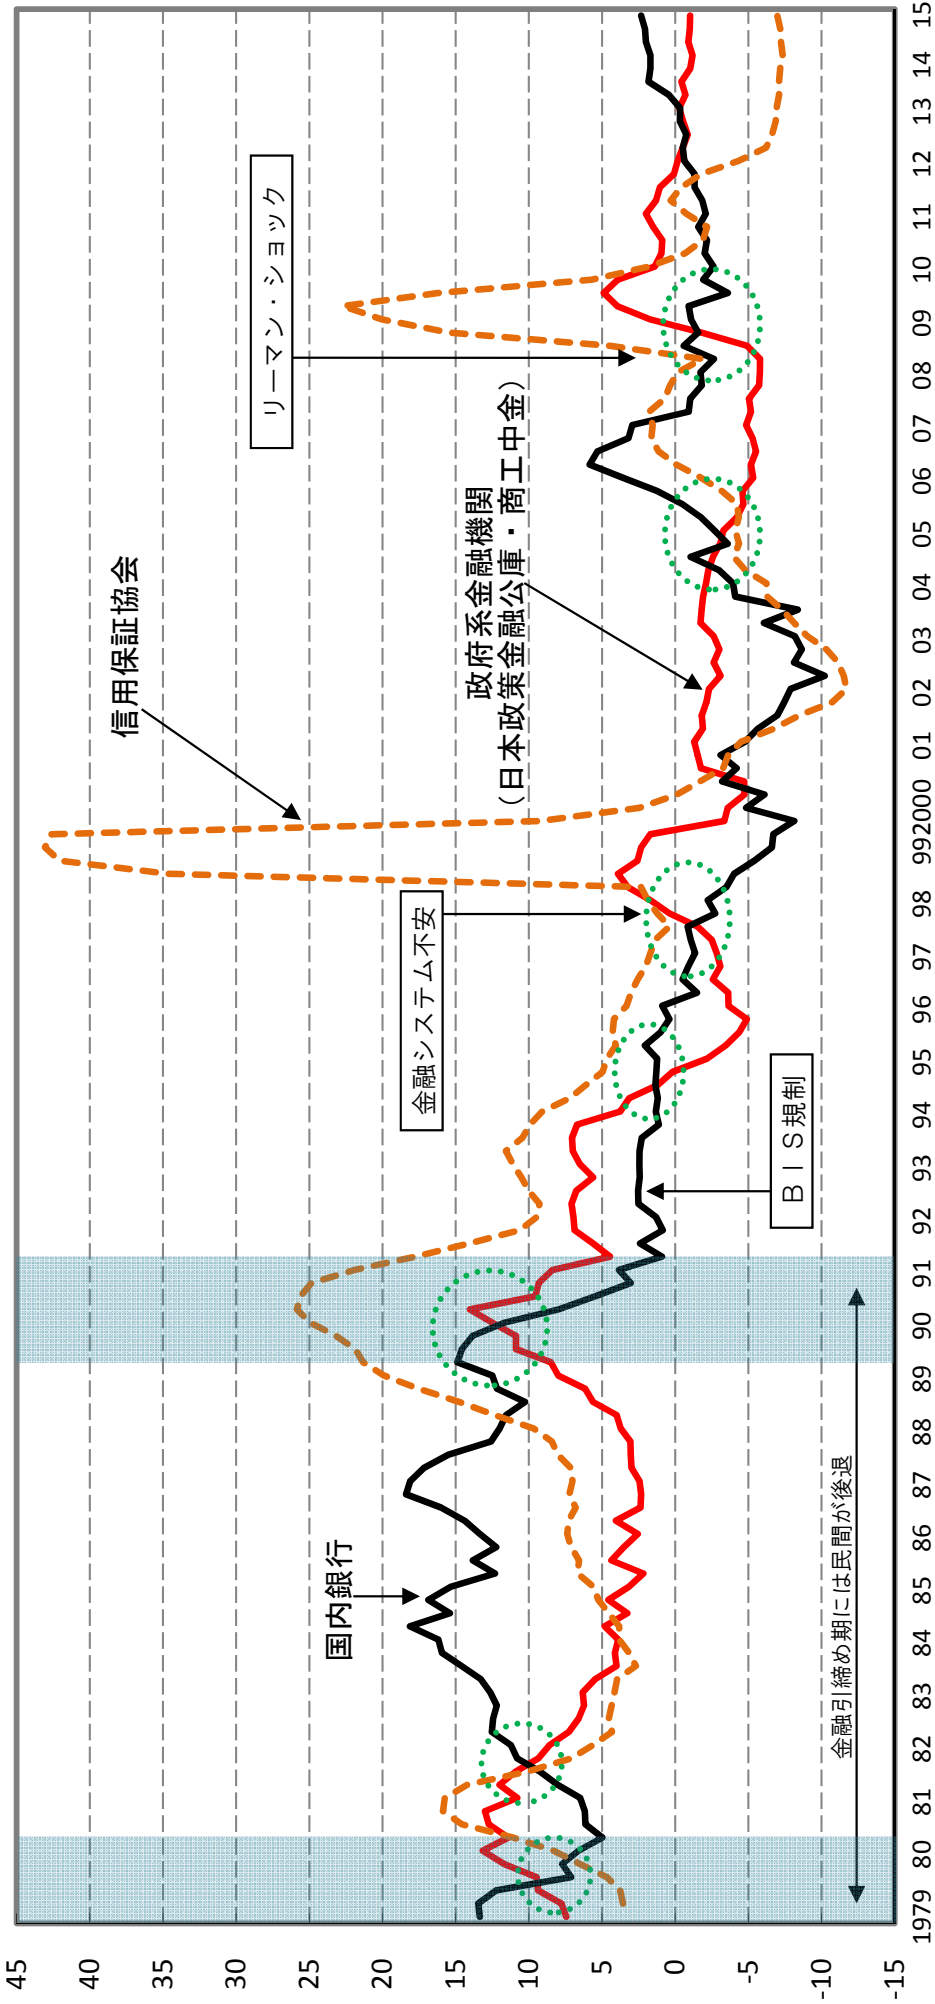 45
40
35
30
25
20
15
10
5
0
-5
-10
-15
信用保証協会
リーマン・ショック
国内銀行
金融システム不安
政府系金融機関
（日本政策金融公庫・商工中金）
ＢＩＳ規制
金融引締め期には民間が後退
1979 80 81 82 83 84 85 86 87 88 89 90 91 92 93 94 95 96 97 98 99 2000 01 02 03 04 05 06 07 08 09 10 11 12 13 14 15